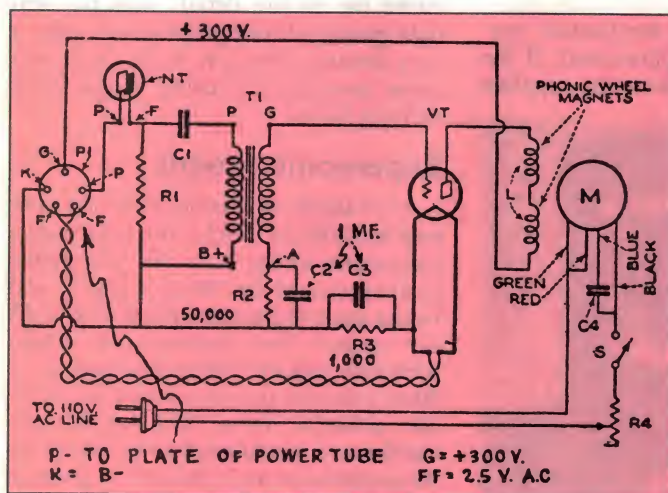 + 300 V.
NT
P F
G P1
K P
F F
C1
R1
P T1 G
B+
A
R2
50,000
1 MF.
C2 C3
R3
1,000
VT
PHONIC WHEEL
MAGNETS
L
M
GREEN
RED
BLUE
BLACK
C4
S
R4
TO 110V.
AC LINE
P- TO PLATE OF POWER TUBE G= +300 V.
K= B- FF= 2.5 V. A.C